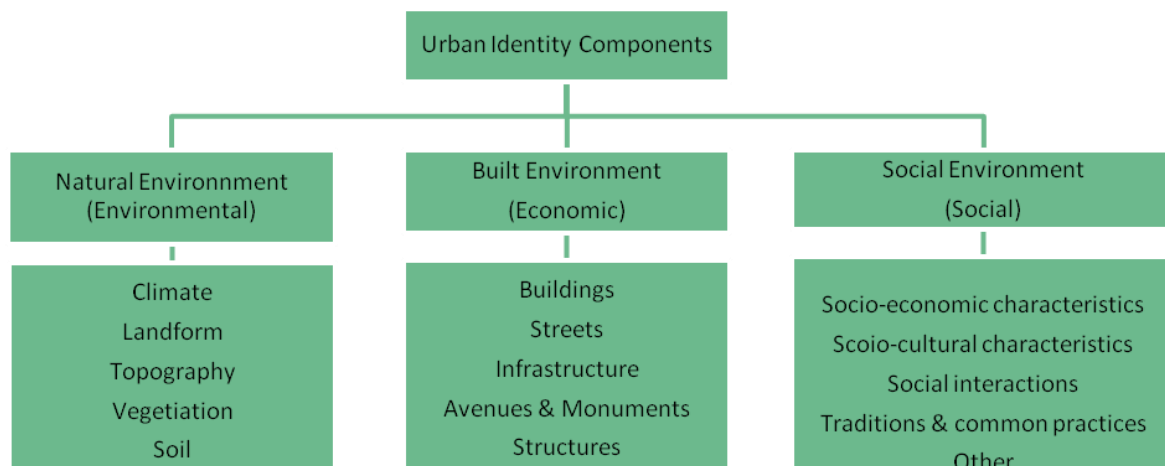 Urban Identity Components
Natural Environnment
(Environmental)
Built Environment
(Economic)
Social Environment
(Social)
Climate
Landform
Topography
Vegetiation
Soil
Buildings
Streets
Infrastructure
Avenues & Monuments
Structures
Socio-economic characteristics
Scoio-cultural characteristics
Social interactions
Traditions & common practices
Other